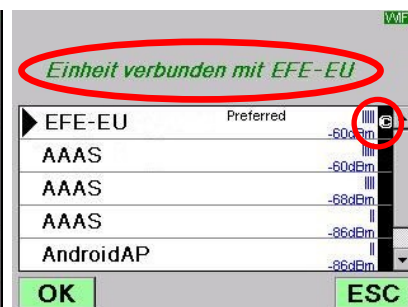 WIF
Einheit verbunden mit EFE-EU
EFE-EU Preferred -60dBm C
AAAS -60dBm
AAAS -68dBm
AAAS -86dBm
AndroidAP -86dBm
OK ESC